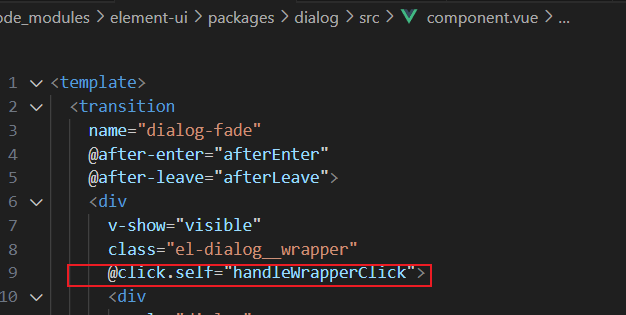 ode_modules > element-ui > packages > dialog > src > component.vue > ...
1 <template>
2 <transition
3 name="dialog-fade"
4 @after-enter="afterEnter"
5 @after-leave="afterLeave">
6 <div
7 v-show="visible"
8 class="el-dialog__wrapper"
9 @click.self="handleWrapperClick">
10 <div